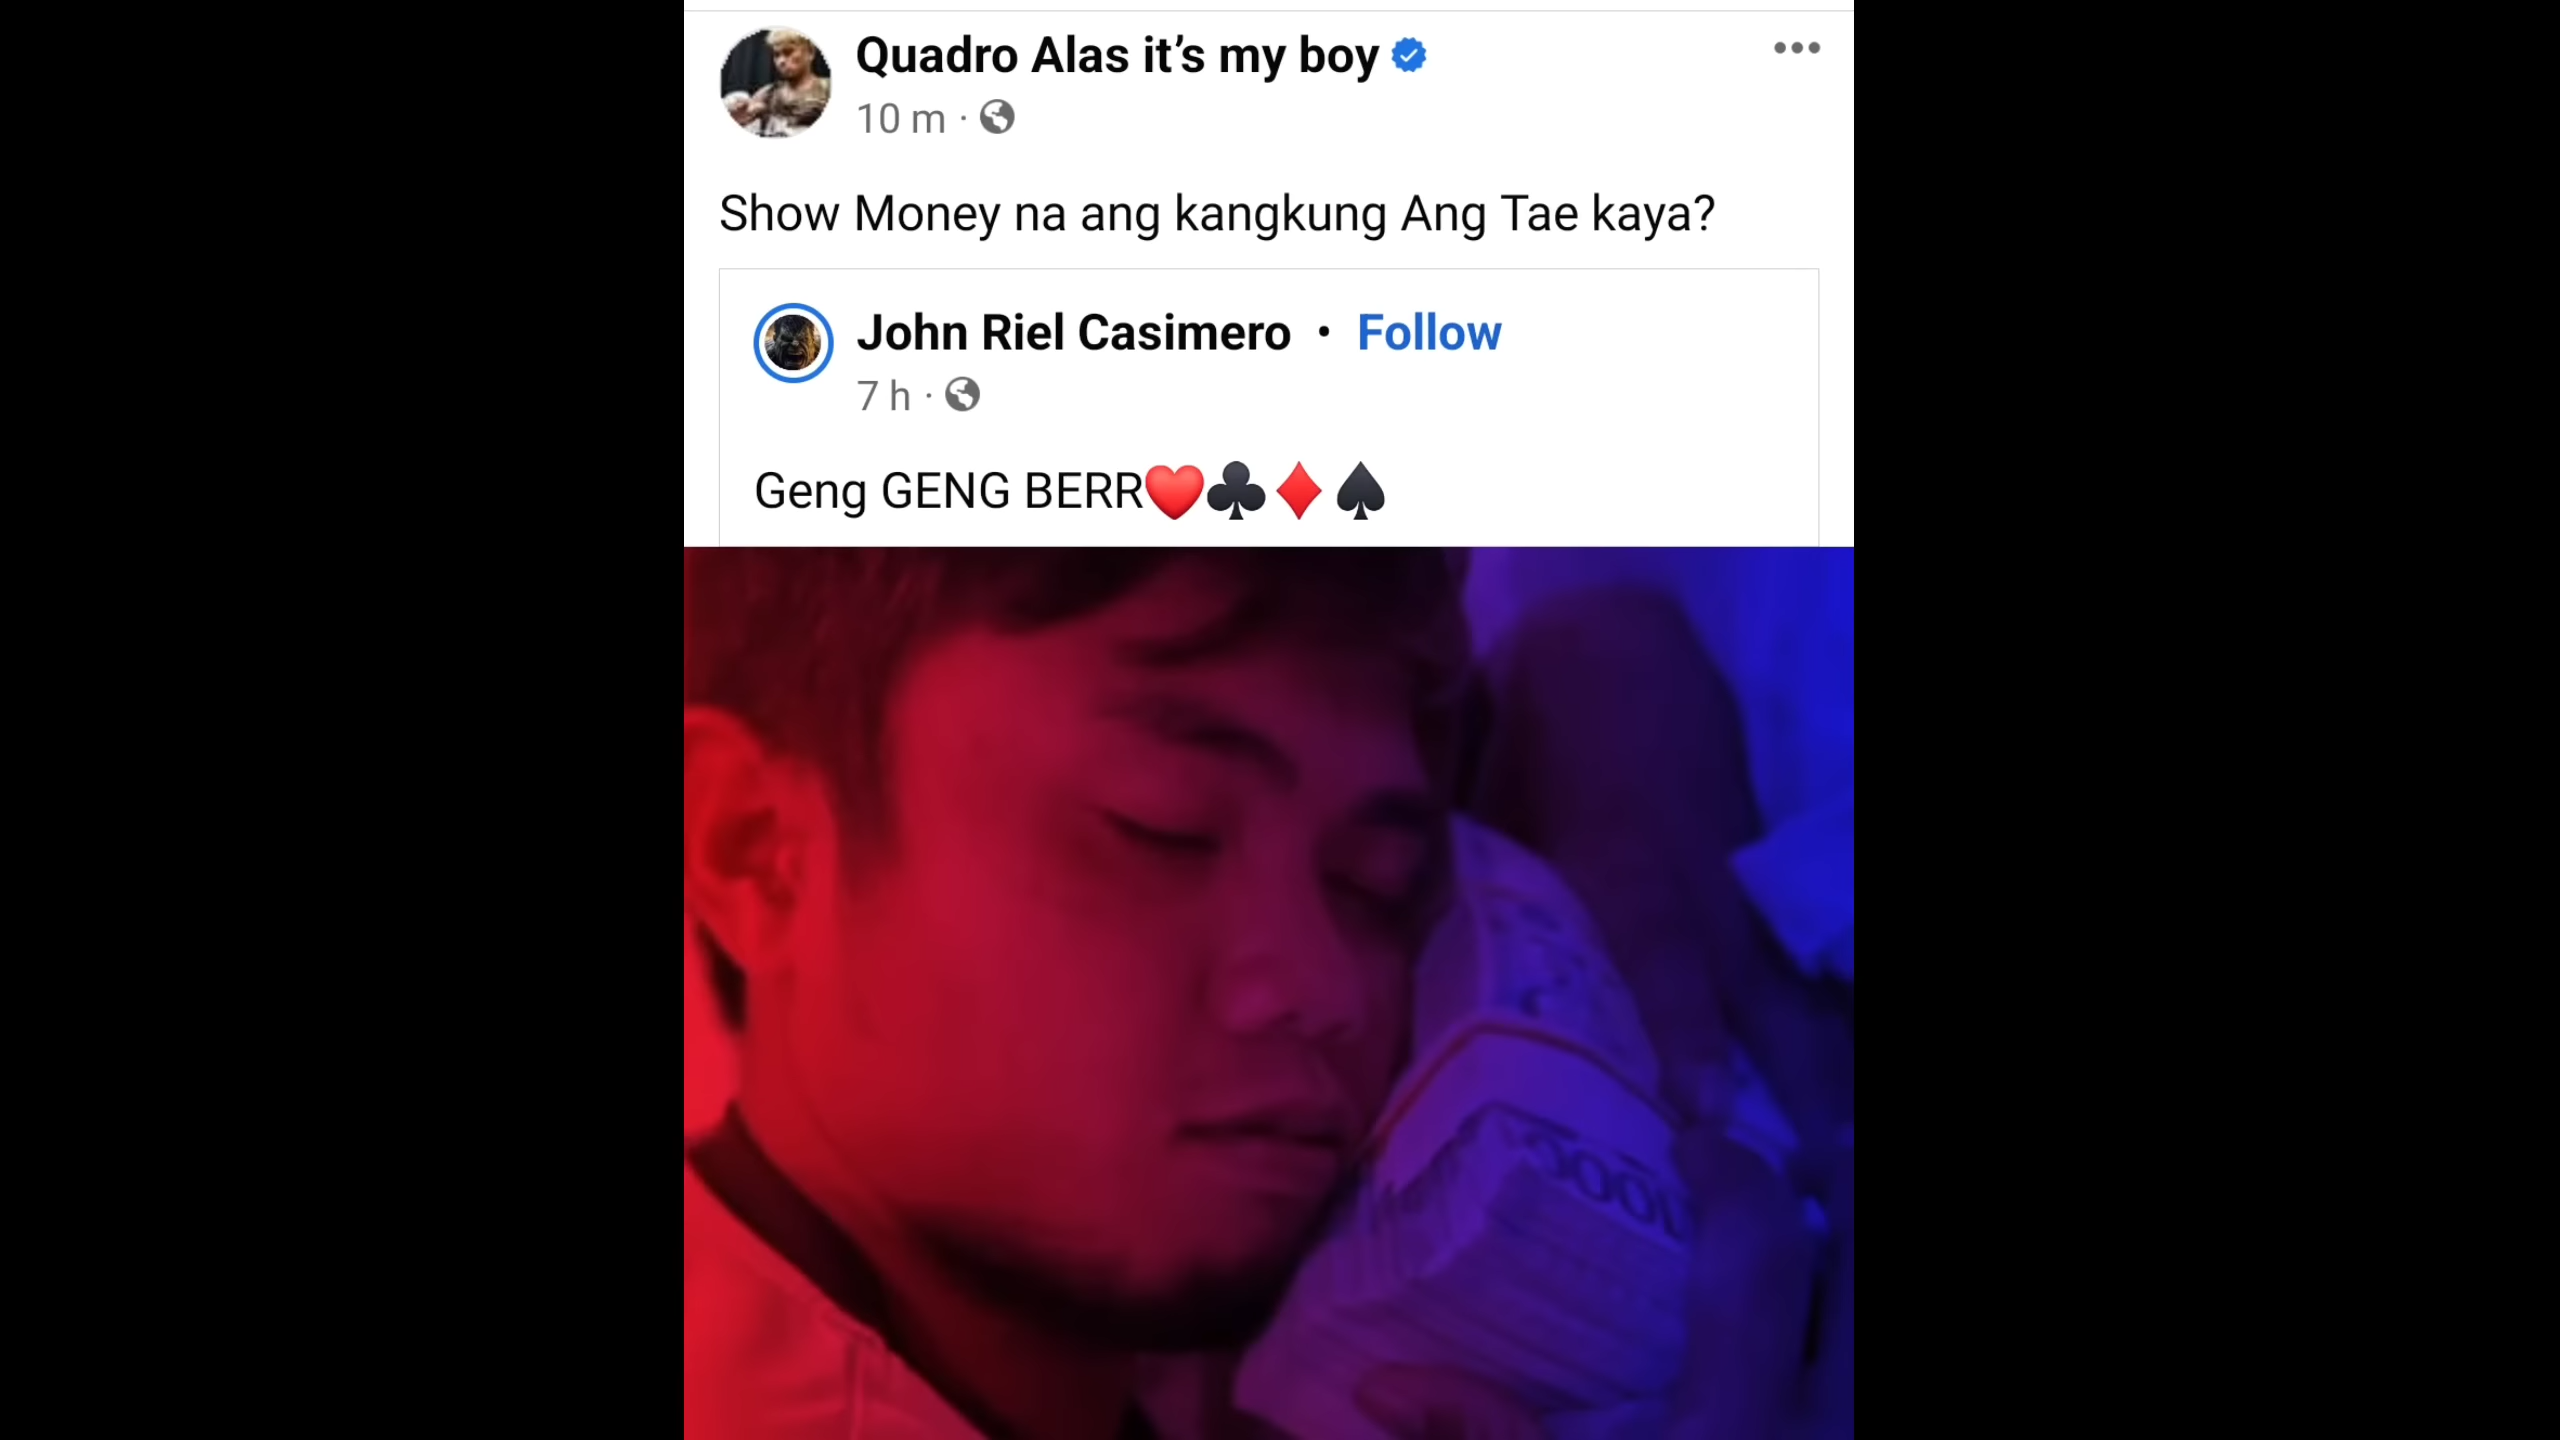 Quadro Alas it’s my boy
10 m ·
Show Money na ang kangkung Ang Tae kaya?
John Riel Casimero • Follow
7 h ·
Geng GENG BERR❤️♣️♦️♠️